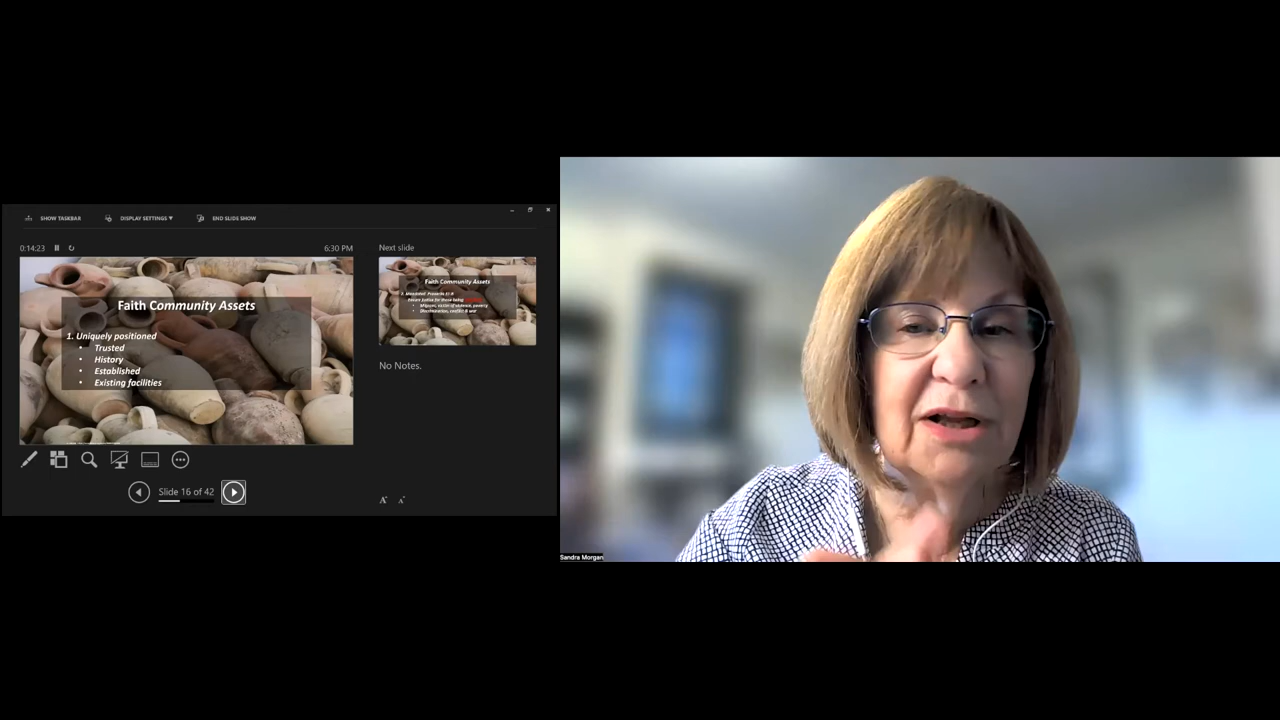 SHOW TASKBAR
DISPLAY SETTINGS ▼
END SLIDE SHOW
0:14:23
6:30 PM
Faith Community Assets
1. Uniquely positioned
• Trusted
• History
• Established
• Existing facilities
Slide 16 of 42
Next slide
Faith Community Assets
No Notes.
Sandra Morgan